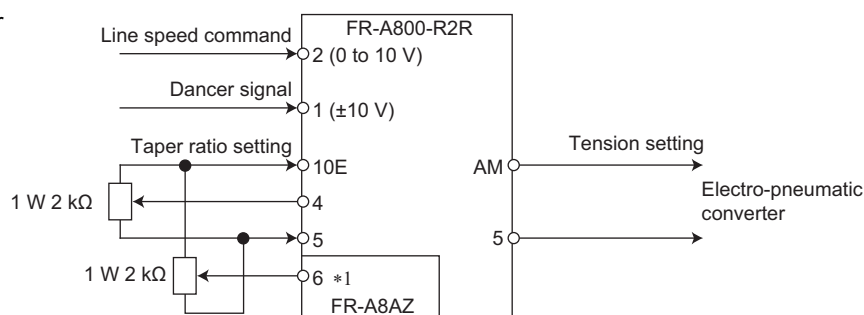 r
FR-A800-R2R
Line speed command
2 (0 to 10 V)
Dancer signal
1 (±10 V)
Taper ratio setting
10E
AM
Tension setting
1 W 2 kΩ
4
Electro-pneumatic
converter
5
5
1 W 2 kΩ
6 *1
FR-A8AZ